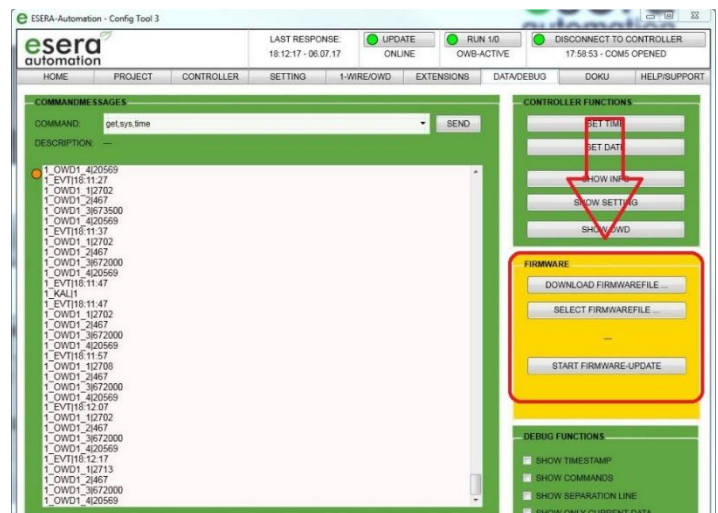 ESERA-Automation - Config Tool 3
esera
automation
LAST RESPONSE:
18:12:17 - 06.07.17
UPDATE
ONLINE
RUN 1/0
OWB-ACTIVE
DISCONNECT TO CONTROLLER
17:58:53 - COM5 OPENED
HOME PROJECT CONTROLLER SETTING 1-WIRE/OWD EXTENSIONS DATA/DEBUG DOKU HELP/SUPPORT
COMMANDMESSAGES
COMMAND: get,sys,time SEND
DESCRIPTION: ---
1_OWD1_4|20569
1_EVT|18:11:27
1_OWD1_1|2702
1_OWD1_2|467
1_OWD1_3|673500
1_OWD1_4|20569
1_EVT|18:11:37
1_OWD1_1|2702
1_OWD1_2|467
1_OWD1_3|672000
1_OWD1_4|20569
1_EVT|18:11:47
1_KAL|1
1_EVT|18:11:47
1_OWD1_1|2702
1_OWD1_2|467
1_OWD1_3|672000
1_OWD1_4|20569
1_EVT|18:11:57
1_OWD1_1|2708
1_OWD1_2|467
1_OWD1_3|672000
1_OWD1_4|20569
1_EVT|18:12:07
1_OWD1_1|2702
1_OWD1_2|467
1_OWD1_3|672000
1_OWD1_4|20569
1_EVT|18:12:17
1_OWD1_1|2713
1_OWD1_2|467
1_OWD1_3|672000
1_OWD1_4|20569
CONTROLLER FUNCTIONS
SET TIME
SET DATE
SHOW INFO
SHOW SETTING
SHOW OWD
FIRMWARE
DOWNLOAD FIRMWAREFILE ...
SELECT FIRMWAREFILE ...
---
START FIRMWARE-UPDATE
DEBUG FUNCTIONS
SHOW TIMESTAMP
SHOW COMMANDS
SHOW SEPARATION LINE
SHOW ONLY CURRENT DATA